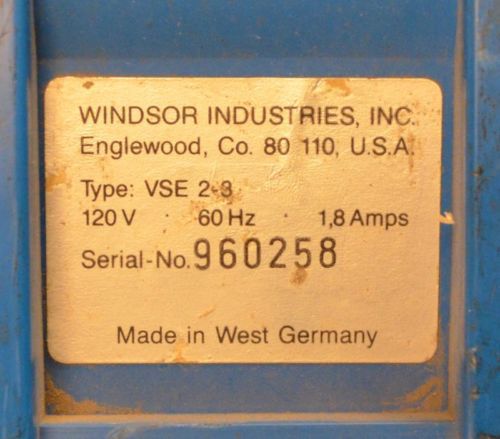 WINDSOR INDUSTRIES, INC.
Englewood, Co. 80 110, U.S.A.
Type: VSE 2-3
120 V · 60 Hz · 1,8 Amps
Serial-No. 960258
Made in West Germany